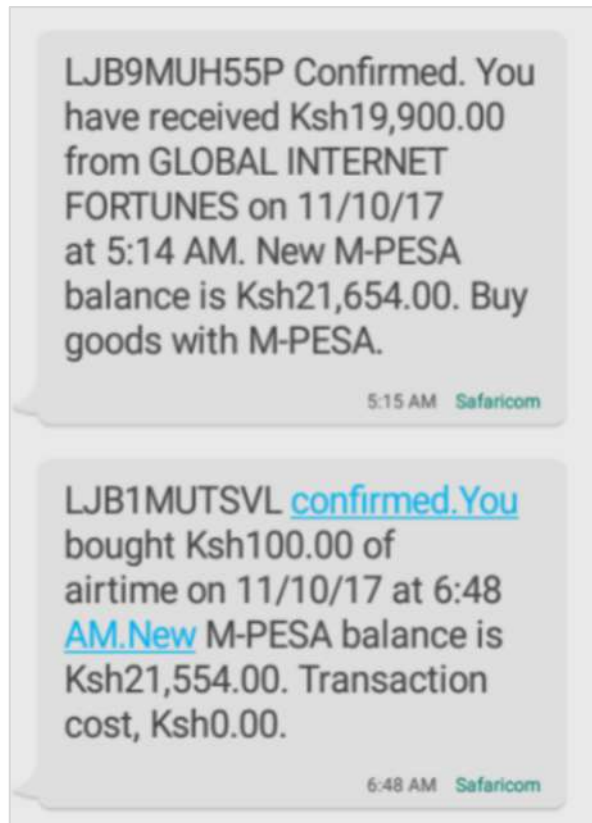 LJB9MUH55P Confirmed. You
have received Ksh19,900.00
from GLOBAL INTERNET
FORTUNES on 11/10/17
at 5:14 AM. New M-PESA
balance is Ksh21,654.00. Buy
goods with M-PESA.
5:15 AM Safaricom
LJB1MUTSVL confirmed.You
bought Ksh100.00 of
airtime on 11/10/17 at 6:48
AM.New M-PESA balance is
Ksh21,554.00. Transaction
cost, Ksh0.00.
6:48 AM Safaricom